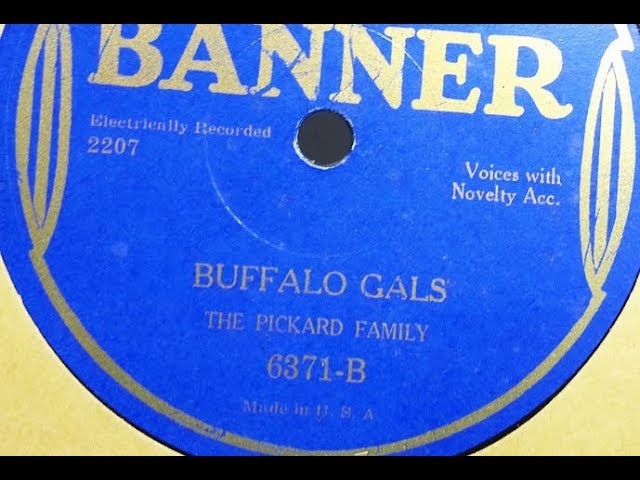 BANNER
Electrically Recorded
2207
Voices with
Novelty Acc.
BUFFALO GALS
THE PICKARD FAMILY
6371-B
Made in U. S. A